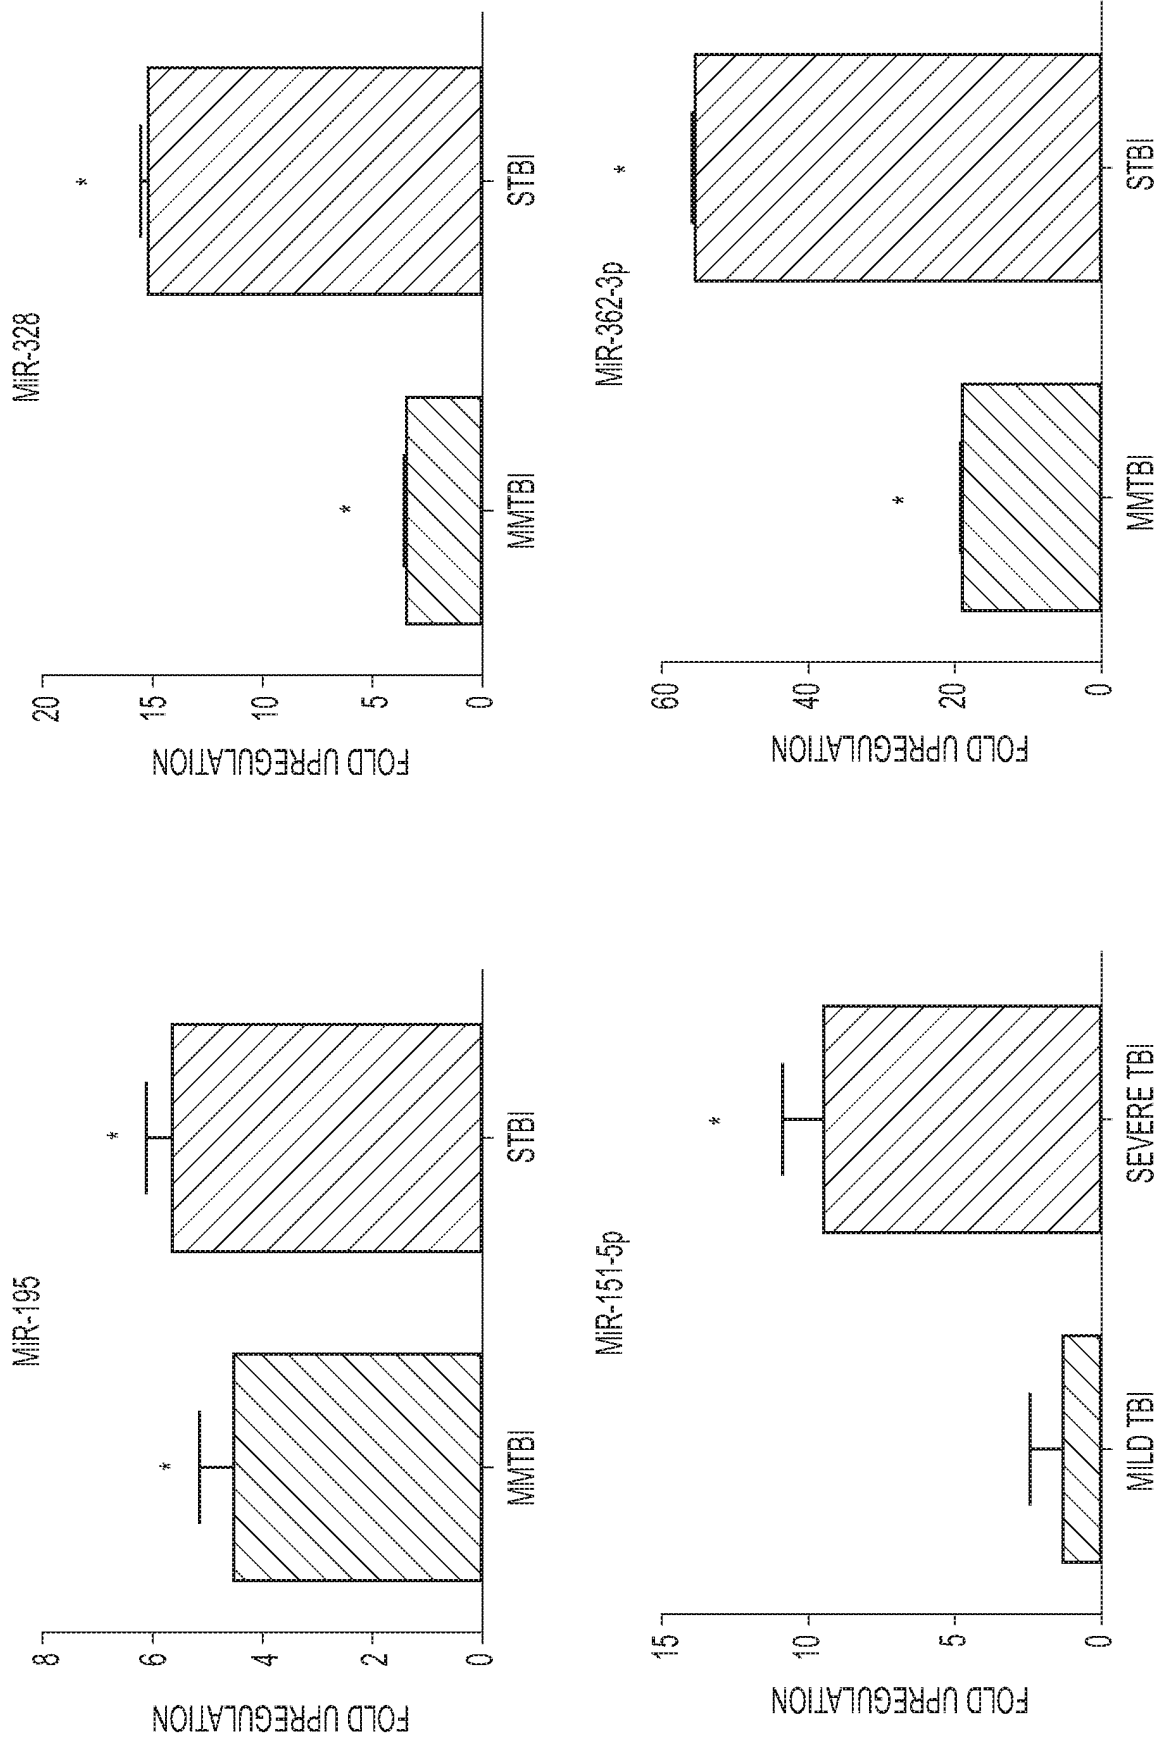 MiR-195
FOLD UPREGULATION
8
6
4
2
0
*
*
MMTBI
STBI
MiR-328
FOLD UPREGULATION
20
15
10
5
0
*
*
MMTBI
STBI
MiR-151-5p
FOLD UPREGULATION
15
10
5
0
*
MILD TBI
SEVERE TBI
MiR-362-3p
FOLD UPREGULATION
60
40
20
0
*
*
MMTBI
STBI